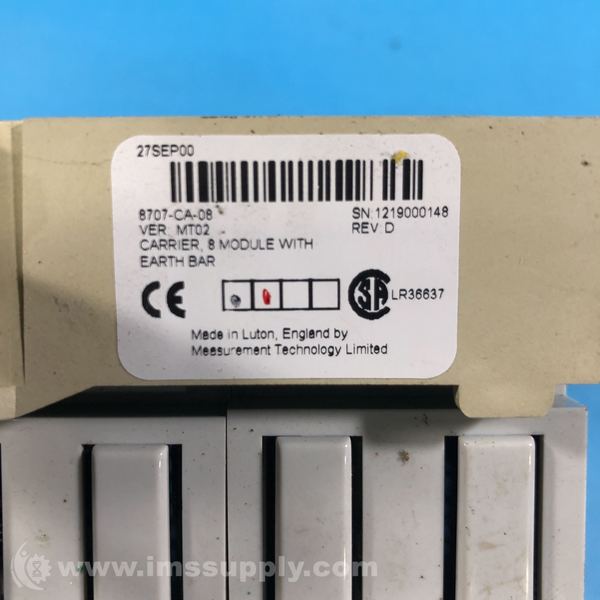 27SEP00
8707-CA-08 SN:1219000148
VER: MT02 REV: D
CARRIER, 8 MODULE WITH
EARTH BAR
CE SA LR36637
Made in Luton, England by
Measurement Technology Limited
www.imssupply.com